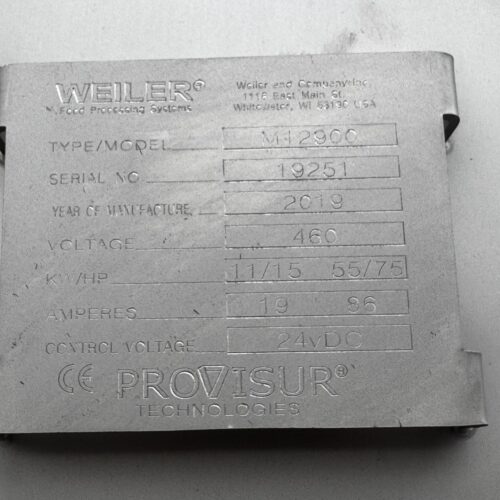 WEILER®
Food Processing Systems
Weiler and Company, Inc.
1116 East Main St.
Whitewater, WI 53190 USA
TYPE/MODEL M12900
SERIAL NO. 19251
YEAR OF MANUFACTURE 2019
VOLTAGE 460
KW/HP 11/15 55/75
AMPERES 19 86
CONTROL VOLTAGE 24vDC
CE PROVISUR®
TECHNOLOGIES